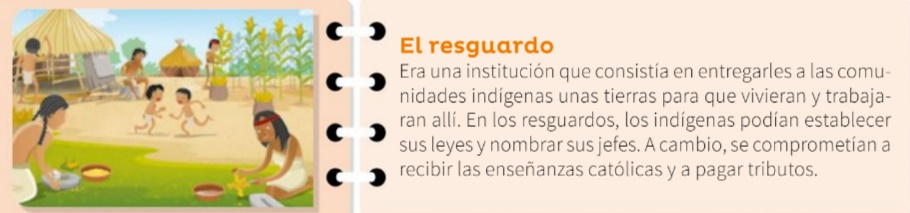 El resguardo
Era una institución que consistía en entregarles a las comu-
nidades indígenas unas tierras para que vivieran y trabaja-
ran allí. En los resguardos, los indígenas podían establecer
sus leyes y nombrar sus jefes. A cambio, se comprometían a
recibir las enseñanzas católicas y a pagar tributos.